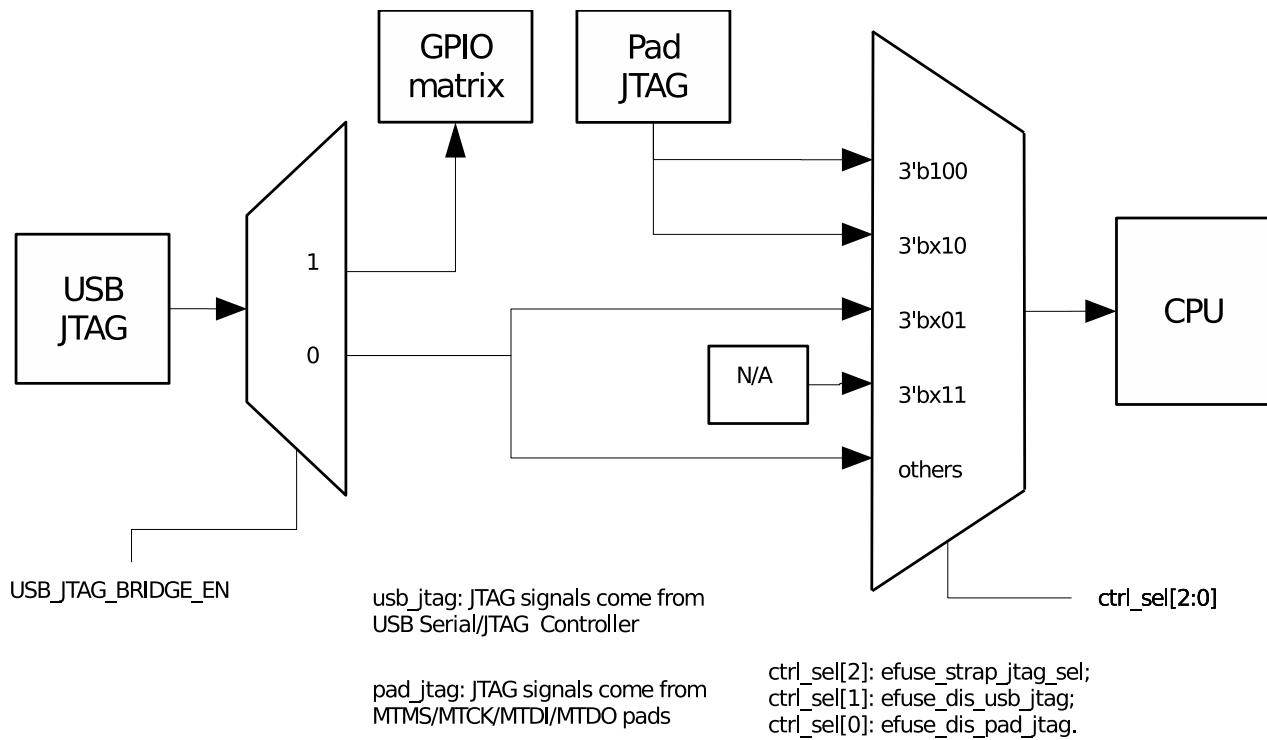 GPIO
matrix
Pad
JTAG
USB
JTAG
1
0
3'b100
3'bx10
3'bx01
N/A
3'bx11
others
CPU
USB_JTAG_BRIDGE_EN
ctrl_sel[2:0]
usb_jtag: JTAG signals come from
USB Serial/JTAG Controller
pad_jtag: JTAG signals come from
MTMS/MTCK/MTDI/MTDO pads
ctrl_sel[2]: efuse_strap_jtag_sel;
ctrl_sel[1]: efuse_dis_usb_jtag;
ctrl_sel[0]: efuse_dis_pad_jtag.